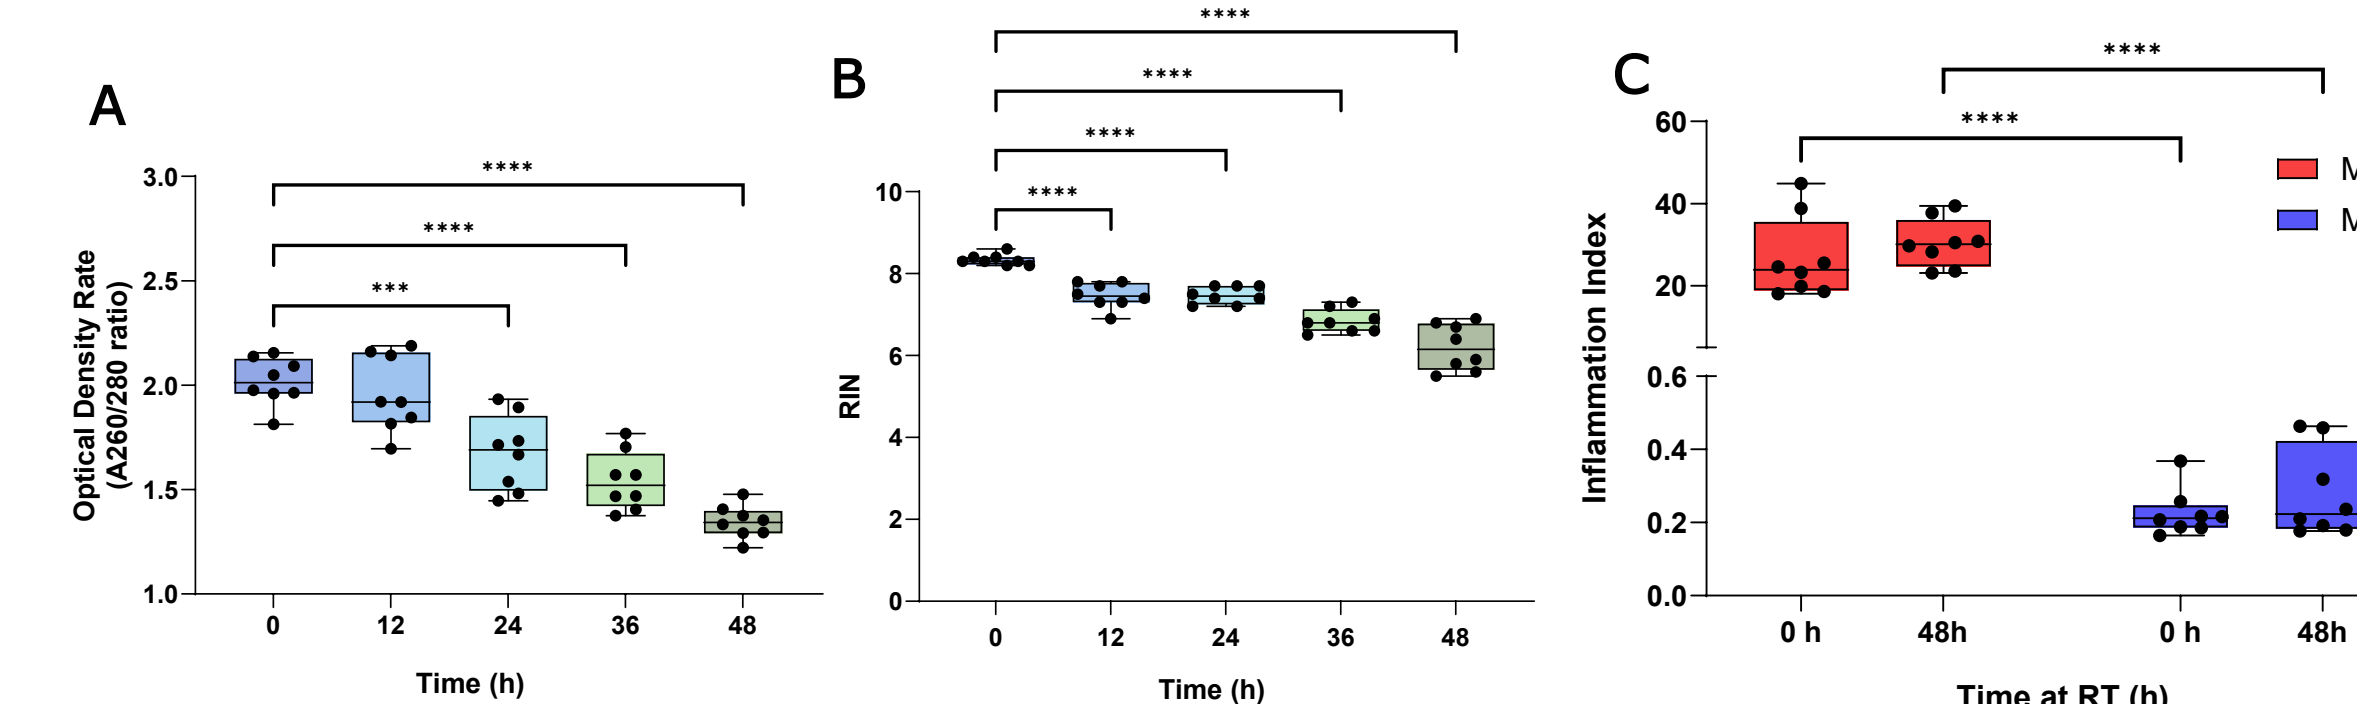 A
Optical Density Rate
(A260/280 ratio)
3.0
2.5
2.0
1.5
1.0
****
****
***
0 12 24 36 48
Time (h)
B
RIN
10
8
6
4
2
0
****
****
****
****
0 12 24 36 48
Time (h)
C
Inflammation Index
60
40
20
0.6
0.4
0.2
0.0
****
****
M
M
0 h 48h 0 h 48h
Time at RT (h)